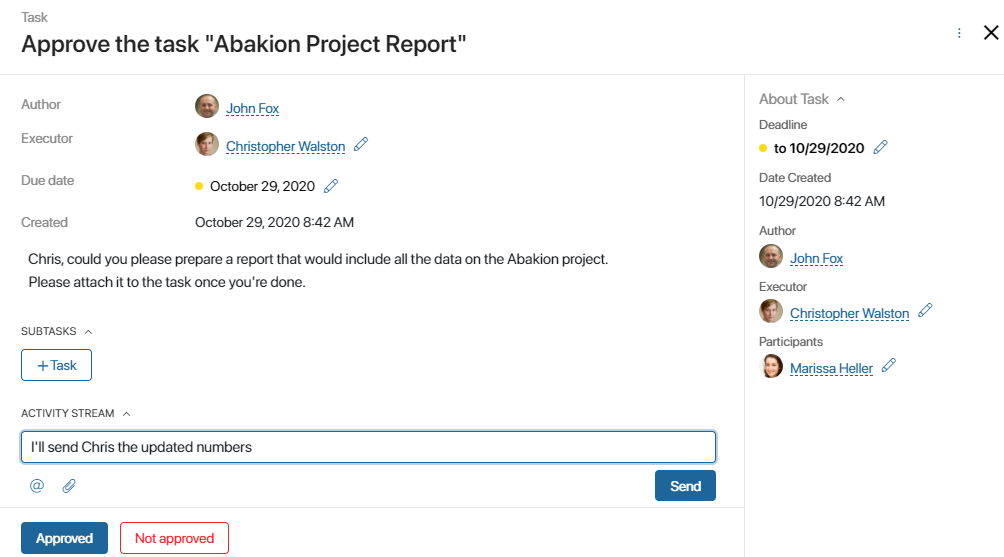 Task
Approve the task "Abakion Project Report"
Author
John Fox
Executor
Christopher Walston
Due date
October 29, 2020
Created
October 29, 2020 8:42 AM
Chris, could you please prepare a report that would include all the data on the Abakion project.
Please attach it to the task once you're done.
SUBTASKS
+ Task
ACTIVITY STREAM
I'll send Chris the updated numbers
@
Send
Approved
Not approved
About Task
Deadline
to 10/29/2020
Date Created
10/29/2020 8:42 AM
Author
John Fox
Executor
Christopher Walston
Participants
Marissa Heller